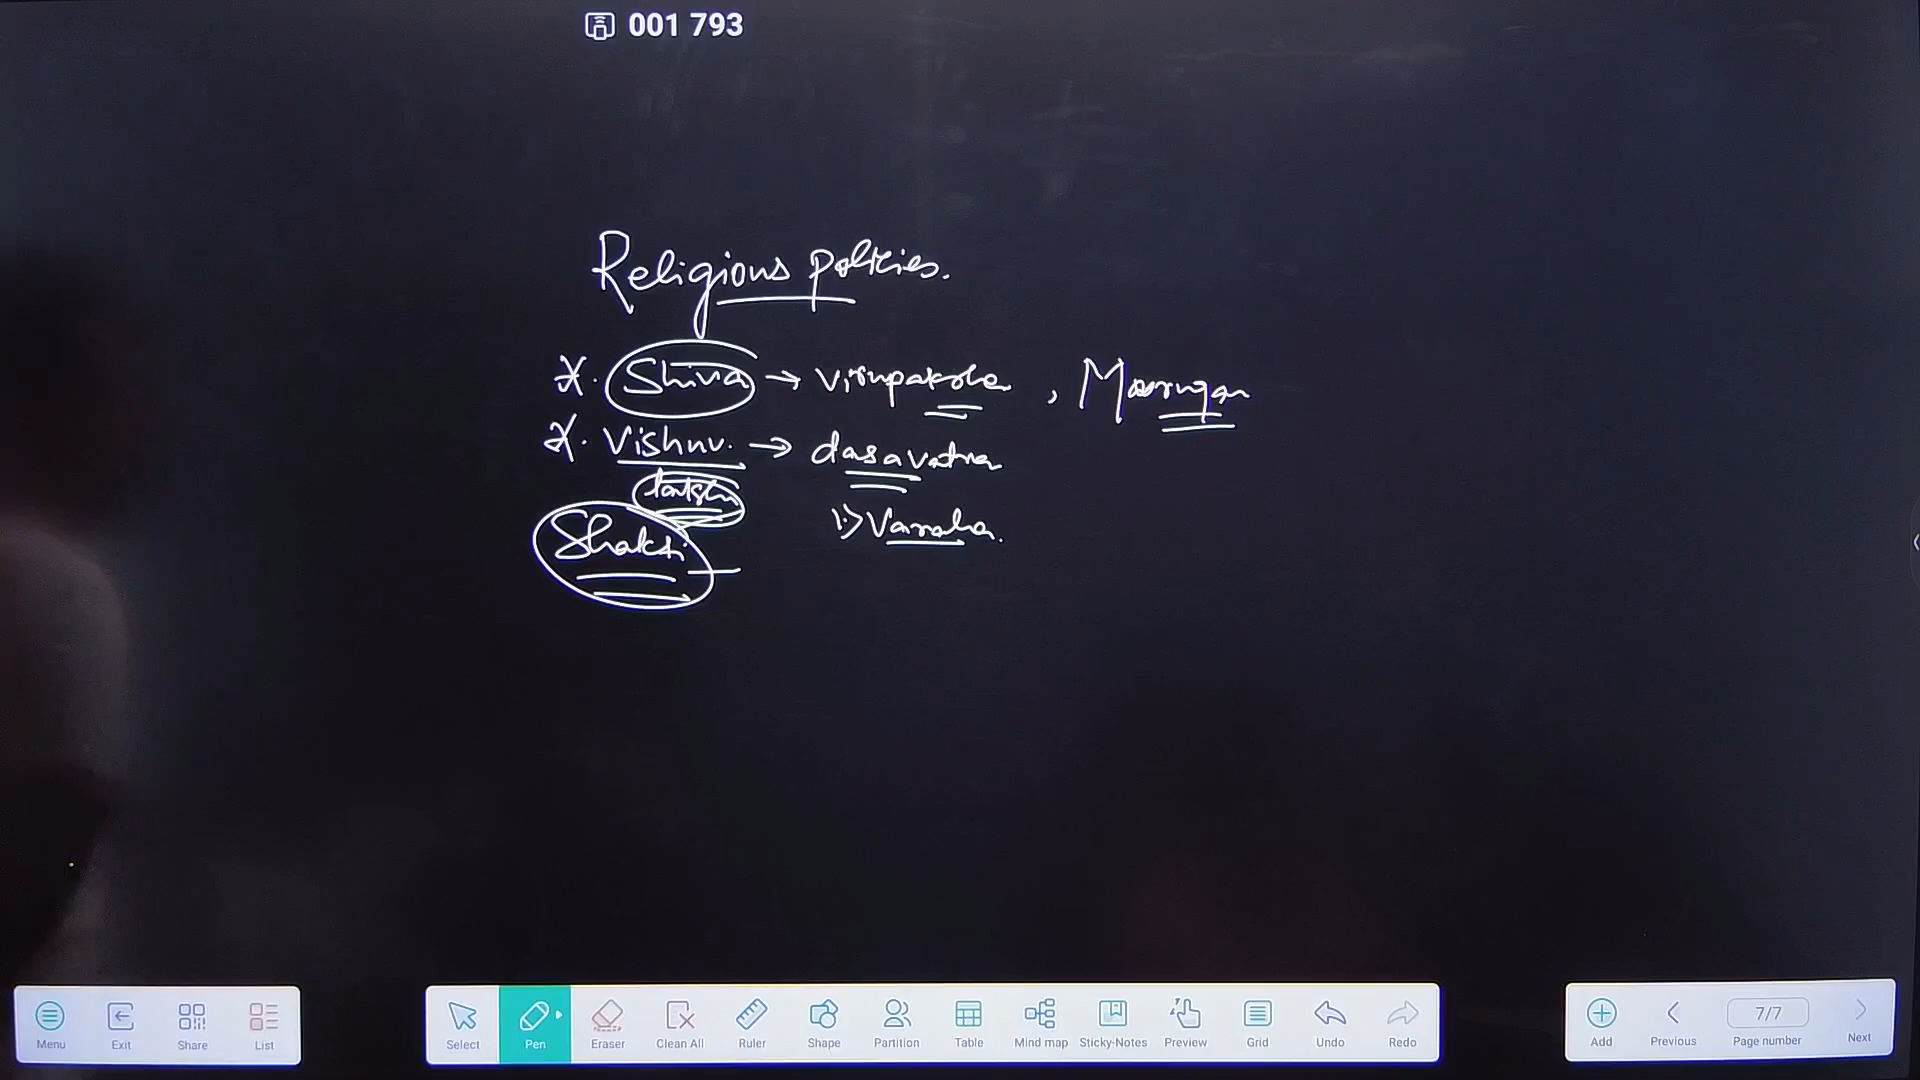 001 793
Religious policies.
* Shiva → Virupaksha , Moorugan
* Vishnu. → dasavatra
Lakshmi
1:> Varaha.
Shakti —
Menu Exit Share List
Select Pen Eraser Clean All Ruler Shape Partition Table Mind map Sticky-Notes Preview Grid Undo Redo
Add Previous 7/7 Page number Next